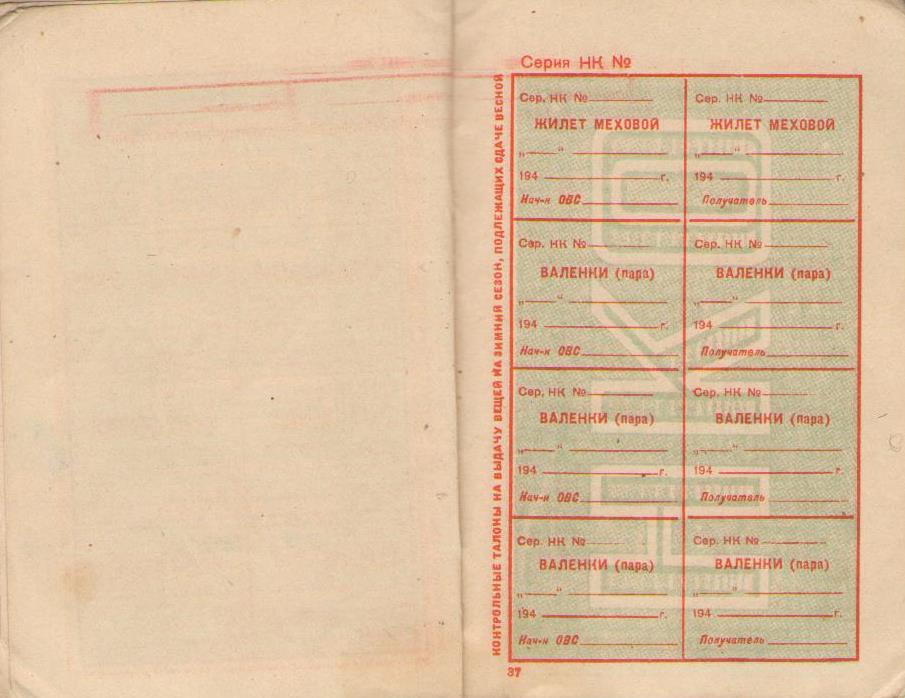 Серия НК №
КОНТРОЛЬНЫЕ ТАЛОНЫ НА ВЫДАЧУ ВЕЩЕЙ НА ЗИМНИЙ СЕЗОН, ПОДЛЕЖАЩИХ СДАЧЕ ВЕСНОЙ
Сер. НК №
ЖИЛЕТ МЕХОВОЙ
„ “
194 г.
Нач-к ОВС
Сер. НК №
ЖИЛЕТ МЕХОВОЙ
„ “
194 г.
Получатель
Сер. НК №
ВАЛЕНКИ (пара)
„ “
194 г.
Нач-к ОВС
Сер. НК №
ВАЛЕНКИ (пара)
„ “
194 г.
Получатель
Сер. НК №
ВАЛЕНКИ (пара)
„ “
194 г.
Нач-к ОВС
Сер. НК №
ВАЛЕНКИ (пара)
„ “
194 г.
Получатель
Сер. НК №
ВАЛЕНКИ (пара)
„ “
194 г.
Нач-к ОВС
Сер. НК №
ВАЛЕНКИ (пара)
„ “
194 г.
Получатель
37